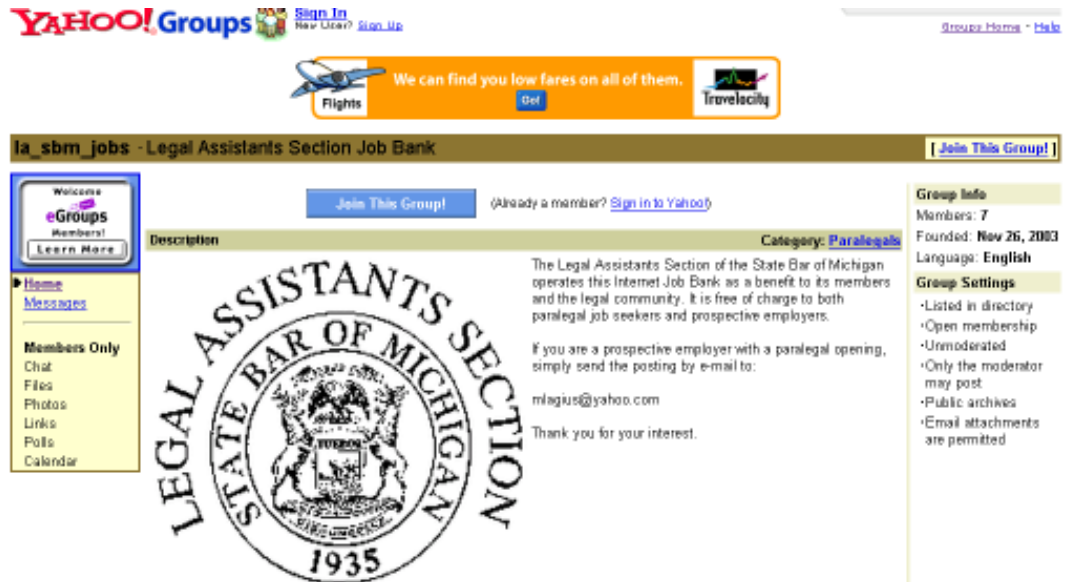 YAHOO! Groups Sign In
New User? Sign Up
Groups Home - Help
Flights
We can find you low fares on all of them.
Go!
Travelocity
la_sbm_jobs - Legal Assistants Section Job Bank
[ Join This Group! ]
Welcome
eGroups
Members!
Learn More
Home
Messages
Members Only
Chat
Files
Photos
Links
Polls
Calendar
Join This Group!
(Already a member? Sign in to Yahoo!)
Description
Category: Paralegals
LEGAL ASSISTANTS SECTION
STATE BAR OF MICHIGAN
TUEBOR
1935
The Legal Assistants Section of the State Bar of Michigan
operates this Internet Job Bank as a benefit to its members
and the legal community. It is free of charge to both
paralegal job seekers and prospective employers.
If you are a prospective employer with a paralegal opening,
simply send the posting by e-mail to:
mlagius@yahoo.com
Thank you for your interest.
Group Info
Members: 7
Founded: Nov 26, 2003
Language: English
Group Settings
·Listed in directory
·Open membership
·Unmoderated
·Only the moderator
may post
·Public archives
·Email attachments
are permitted